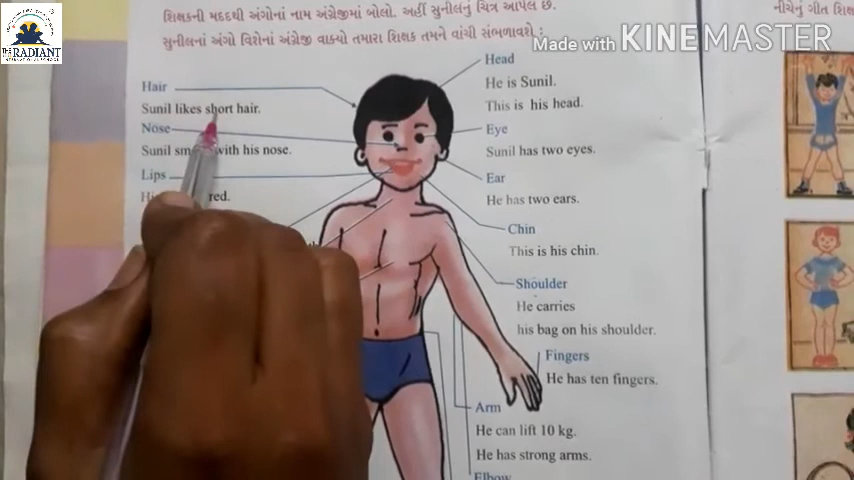 શિક્ષકની મદદથી અંગોનાં નામ અંગ્રેજીમાં બોલો. અહીં સુનીલનું ચિત્ર આપેલ છે.
સુનીલનાં અંગો વિશેનાં અંગ્રેજી વાક્યો તમારા શિક્ષક તમને વાંચી સંભળાવશે :
નીચેનું ગીત શિક્ષ
Made with KINEMASTER
The RADIANT
INTERNATIONAL SCHOOL
Hair
Sunil likes short hair.
Nose
Sunil with his nose.
Lips
red.
Head
He is Sunil.
This is his head.
Eye
Sunil has two eyes.
Ear
He has two ears.
Chin
This is his chin.
Shoulder
He carries
his bag on his shoulder.
Fingers
He has ten fingers.
Arm
He can lift 10 kg.
He has strong arms.
Elbow